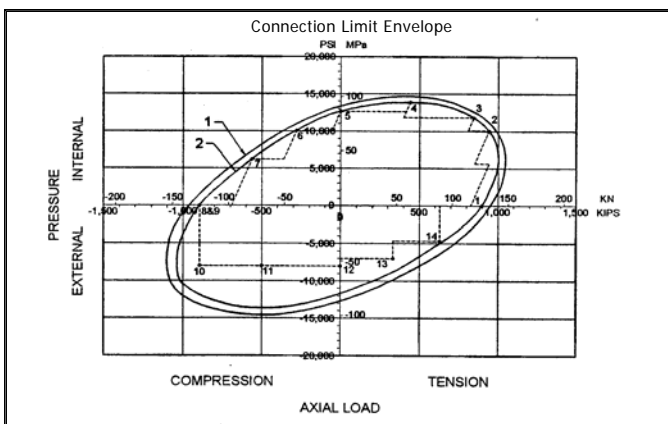 Connection Limit Envelope
PSI MPa
20,000
15,000
100
4
3
5
1
2
10,000
6
2
7
50
5,000
-200 -150 -100 -50 0 50 100 150 200 KN
-1,500 -1,000 8&9 -500 0 500 1 1,000 1,500 KIPS
-5,000
14
-50
13
10 11 12
-10,000
-100
-15,000
-20,000
PRESSURE
INTERNAL
EXTERNAL
COMPRESSION TENSION
AXIAL LOAD